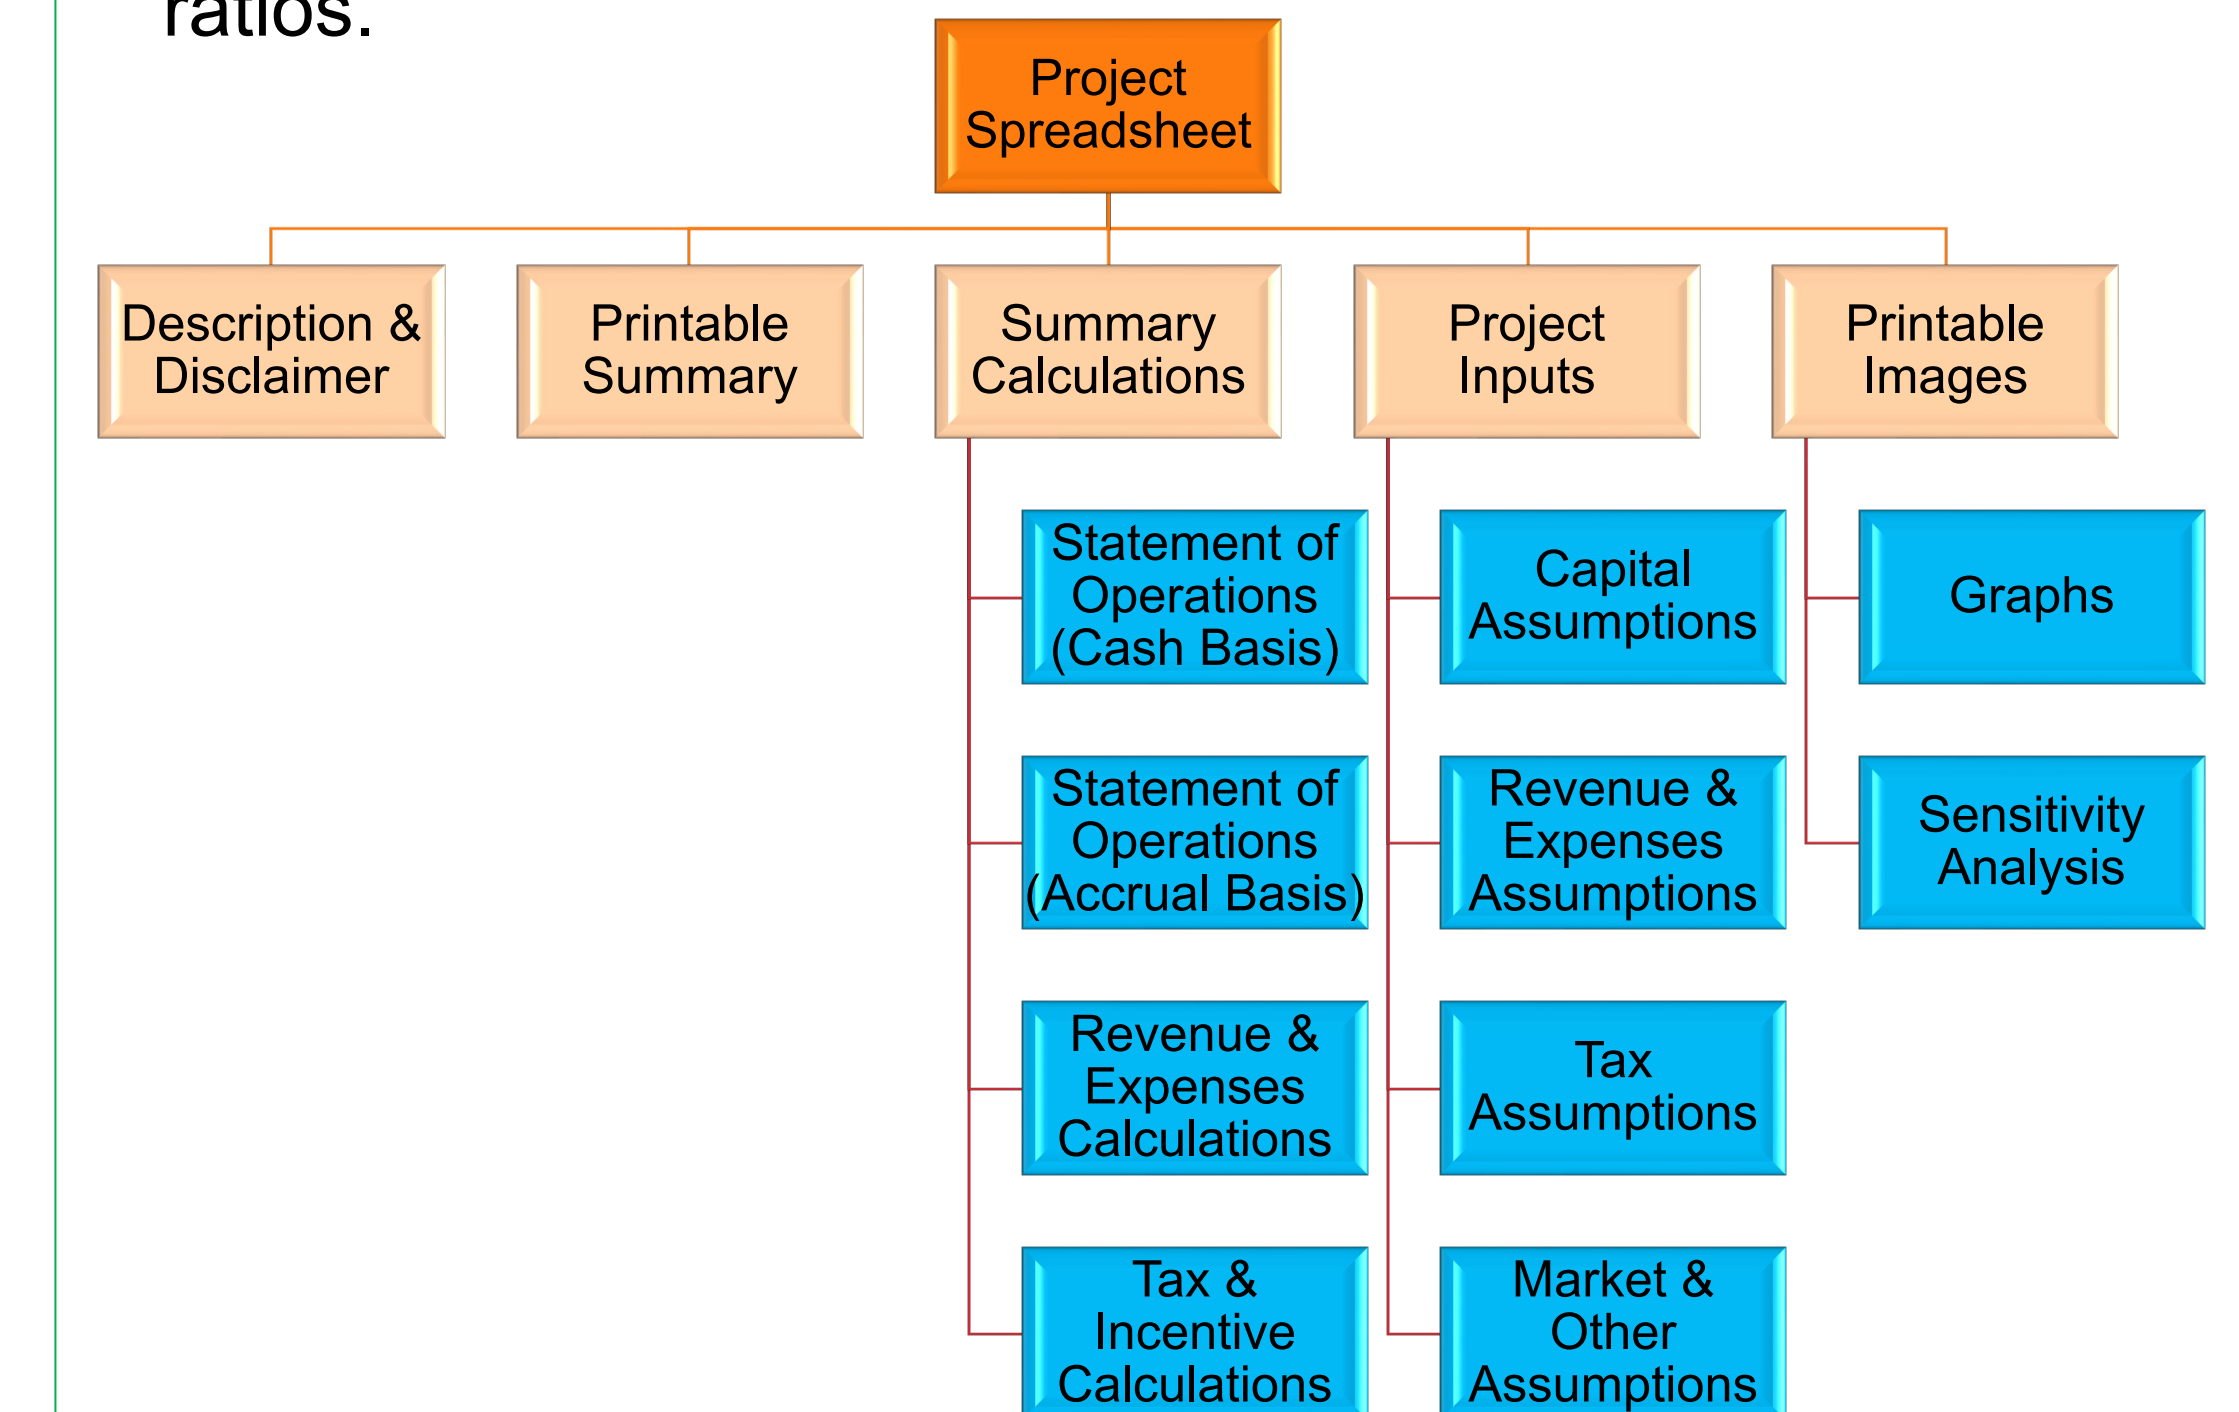 ratios.
Project
Spreadsheet
Description &
Disclaimer
Printable
Summary
Summary
Calculations
Project
Inputs
Printable
Images
Statement of
Operations
(Cash Basis)
Statement of
Operations
(Accrual Basis)
Revenue &
Expenses
Calculations
Tax &
Incentive
Calculations
Capital
Assumptions
Revenue &
Expenses
Assumptions
Tax
Assumptions
Market &
Other
Assumptions
Graphs
Sensitivity
Analysis